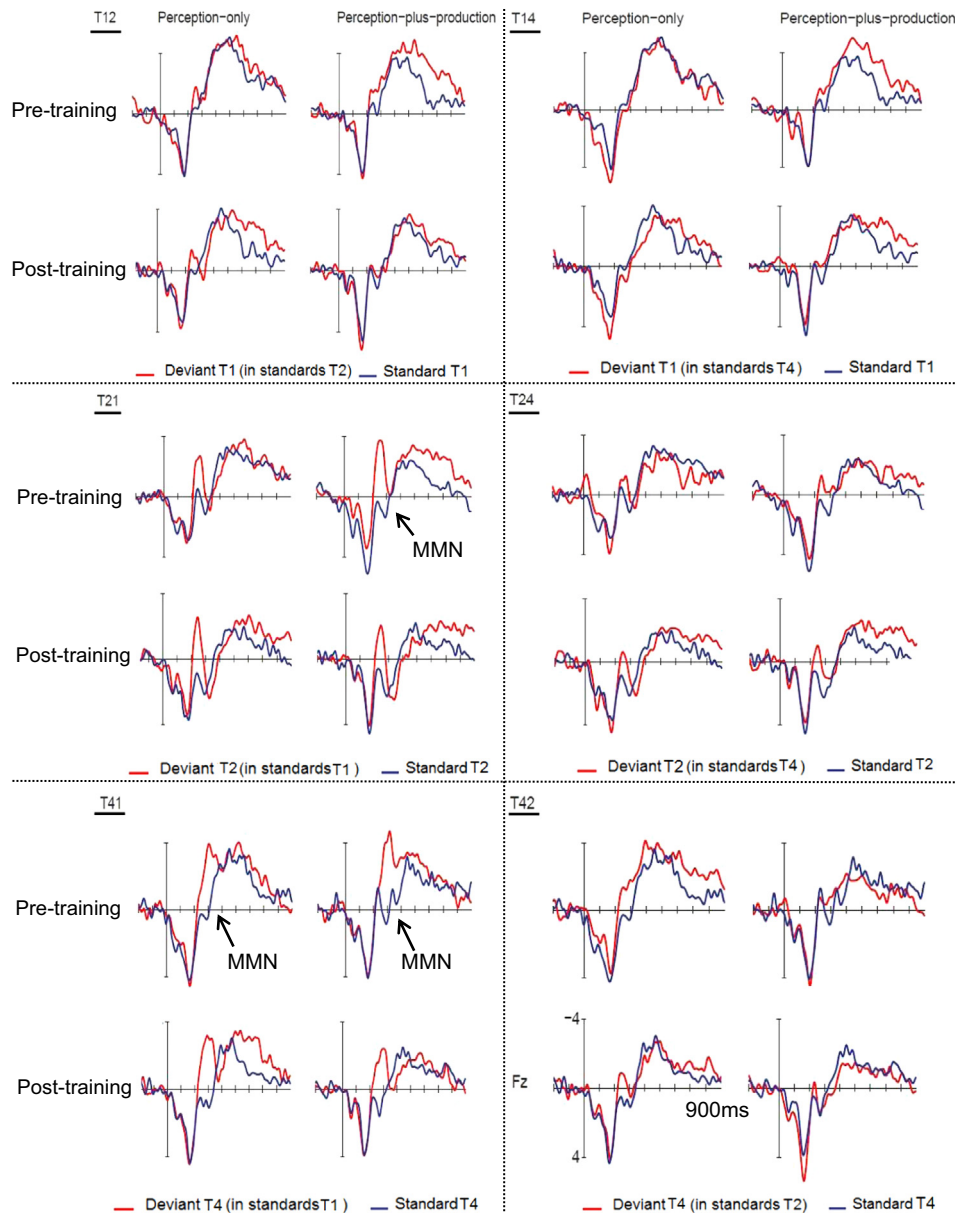 T12 Perception-only Perception-plus-production
T14 Perception-only Perception-plus-production
Pre-training
Post-training
Deviant T1 (in standards T2) Standard T1
Deviant T1 (in standards T4) Standard T1
T21
T24
Pre-training
MMN
Post-training
Deviant T2 (in standards T1) Standard T2
Deviant T2 (in standards T4) Standard T2
T41
T42
Pre-training
MMN
MMN
Post-training
-4
Fz
900ms
4
Deviant T4 (in standards T1) Standard T4
Deviant T4 (in standards T2) Standard T4